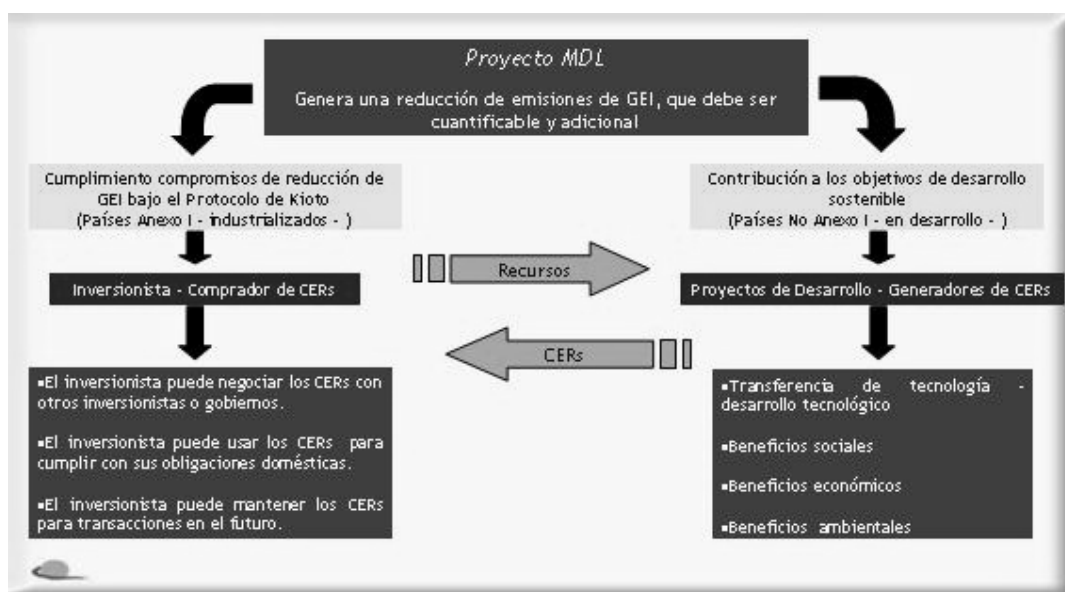 Proyecto MDL
Genera una reducción de emisiones de GEI, que debe ser
cuantificable y adicional
Cumplimiento compromisos de reducción de
GEI bajo el Protocolo de Kioto
(Países Anexo I - industrializados - )
Contribución a los objetivos de desarrollo
sostenible
(Países No Anexo I - en desarrollo - )
Recursos
Inversionista - Comprador de CERs
Proyectos de Desarrollo - Generadores de CERs
CERs
▪El inversionista puede negociar los CERs con
otros inversionistas o gobiernos.
▪El inversionista puede usar los CERs para
cumplir con sus obligaciones domésticas.
▪El inversionista puede mantener los CERs
para transacciones en el futuro.
▪Transferencia de tecnología -
desarrollo tecnológico
▪Beneficios sociales
▪Beneficios económicos
▪Beneficios ambientales